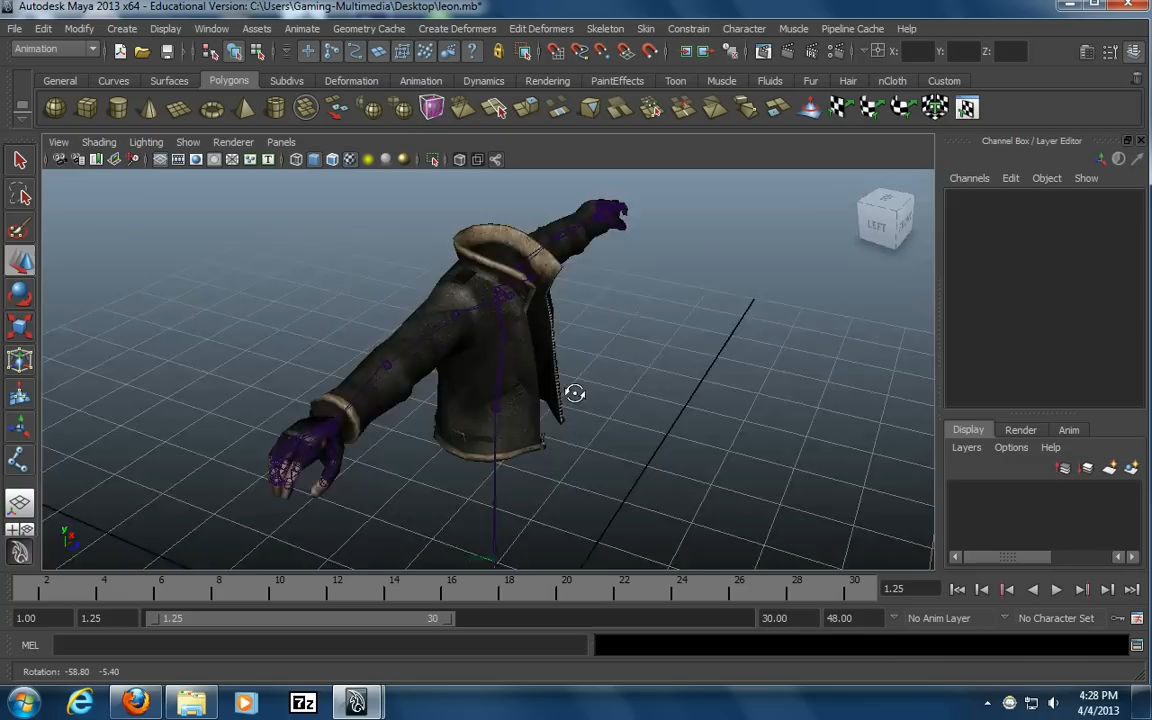 Autodesk Maya 2013 x64 - Educational Version: C:\Users\Gaming-Multimedia\Desktop\leon.mb*
File Edit Modify Create Display Window Assets Animate Geometry Cache Create Deformers Edit Deformers Skeleton Skin Constrain Character Muscle Pipeline Cache Help
Animation X: Y: Z:
General Curves Surfaces Polygons Subdivs Deformation Animation Dynamics Rendering PaintEffects Toon Muscle Fluids Fur Hair nCloth Custom
View Shading Lighting Show Renderer Panels
Channel Box / Layer Editor
Channels Edit Object Show
LEFT
Display Render Anim
Layers Options Help
y
x
2 4 6 8 10 12 14 16 18 20 22 24 26 28 30 1.25
1.00 1.25 1.25 30 30.00 48.00 No Anim Layer No Character Set
MEL
Rotation: -58.80 -5.40
7z
4:28 PM
4/4/2013